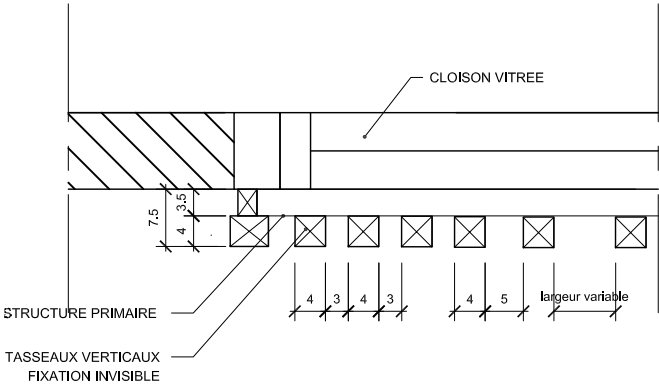 CLOISON VITREE
7.5
3.5
4
4 3 4 3 4 5 largeur variable
STRUCTURE PRIMAIRE
TASSEAUX VERTICAUX
FIXATION INVISIBLE